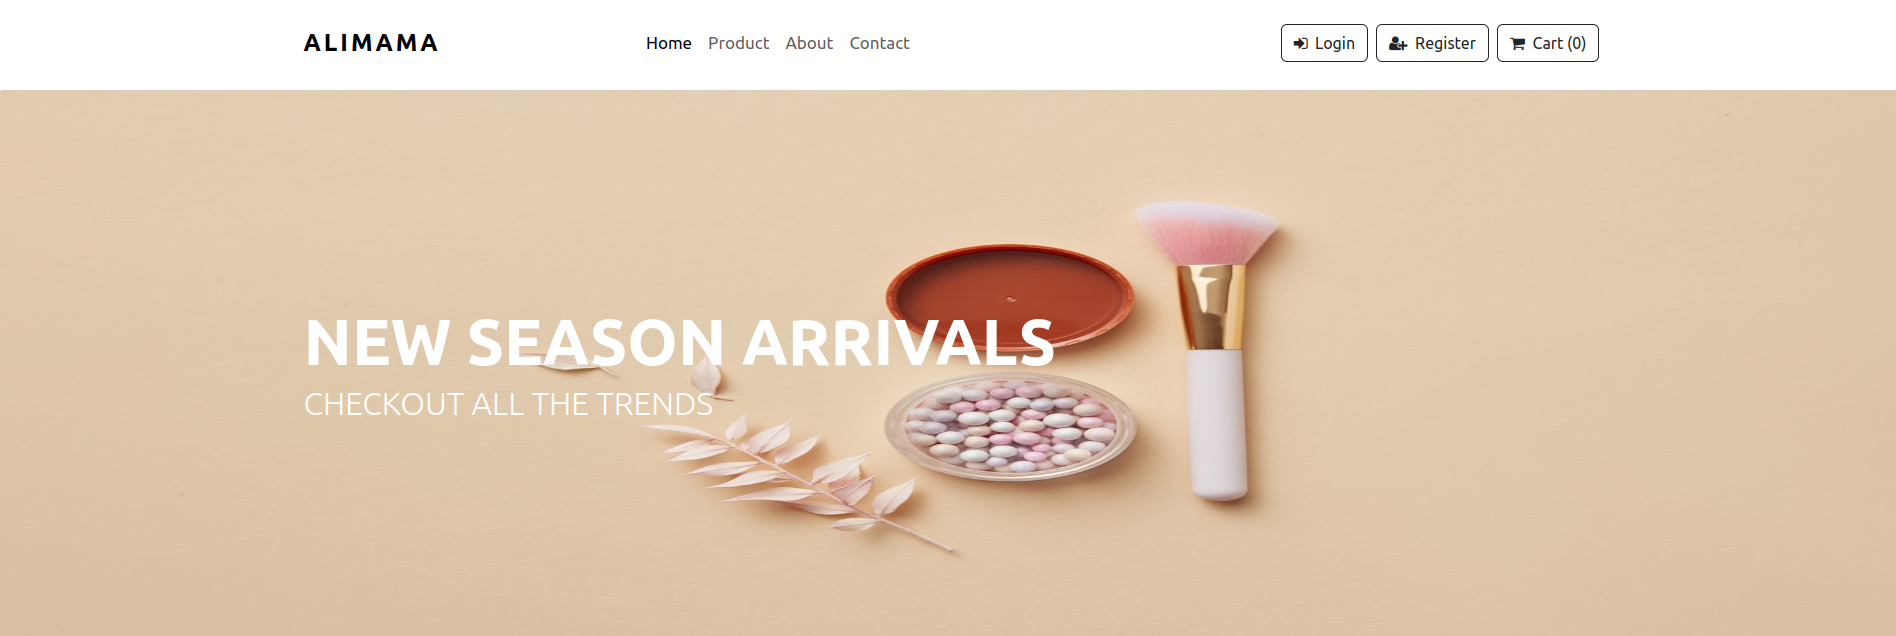 ALIMAMA
Home Product About Contact
Login Register Cart (0)
NEW SEASON ARRIVALS
CHECKOUT ALL THE TRENDS